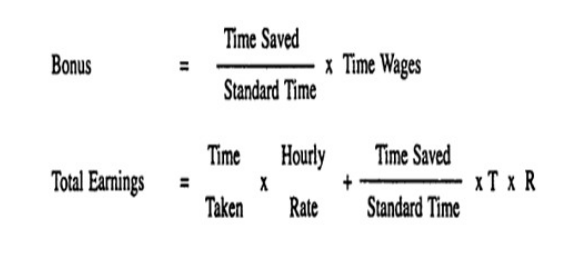 Time Saved
Bonus = x Time Wages
Standard Time
Time Hourly Time Saved
Total Earnings = x + x T x R
Taken Rate Standard Time